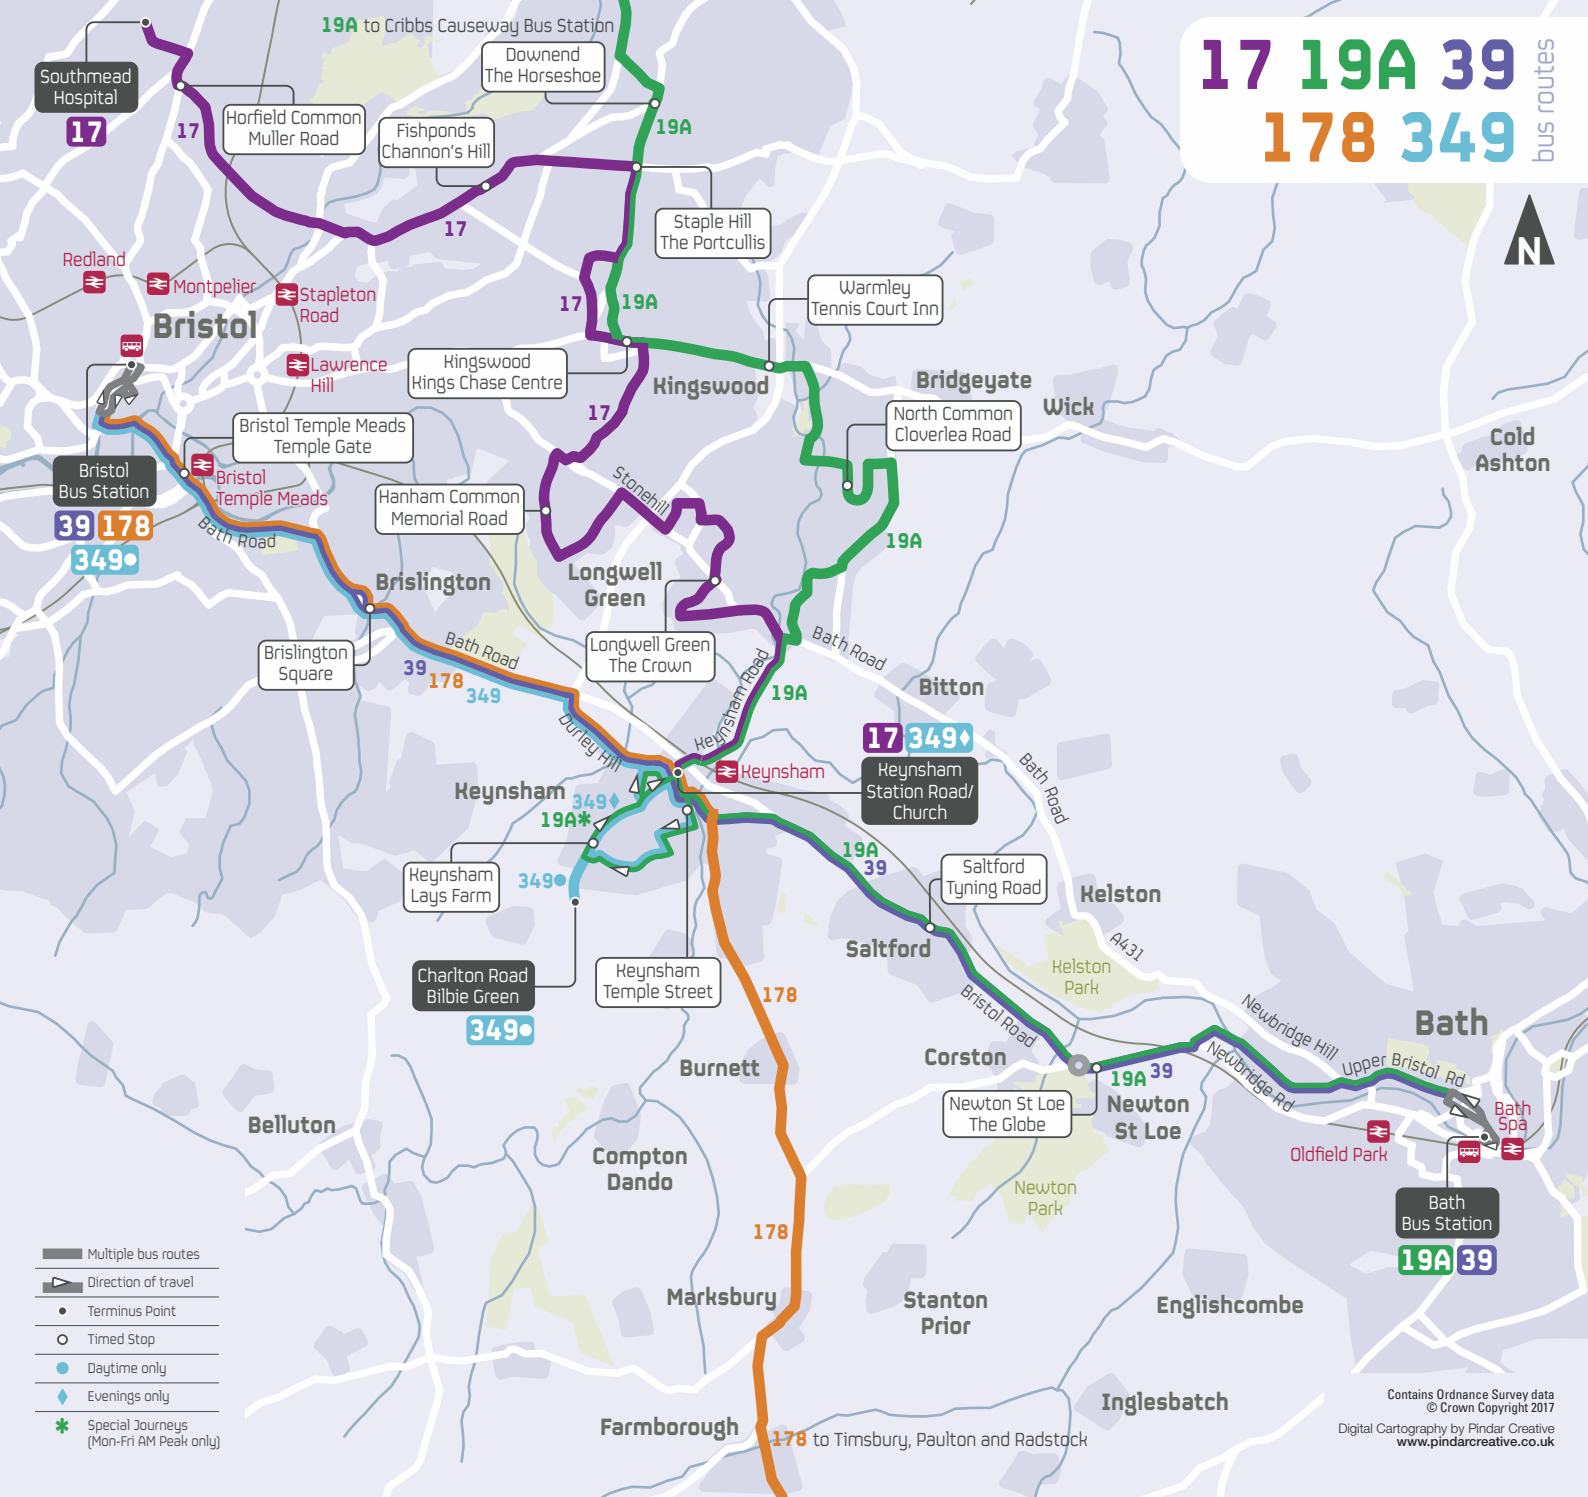 19A to Cribbs Causeway Bus Station
17 19A 39
178 349
bus routes
N
Southmead
Hospital
17
Horfield Common
Muller Road
17
Downend
The Horseshoe
Fishponds
Channon's Hill
19A
17
Staple Hill
The Portcullis
Redland
Montpelier
Stapleton
Road
Bristol
Lawrence
Hill
17
19A
Warmley
Tennis Court Inn
Kingswood
Kings Chase Centre
Kingswood
17
Bridgeyate
Wick
North Common
Cloverlea Road
Cold
Ashton
Bristol Temple Meads
Temple Gate
Bristol
Bus Station
39 178
349
Bristol
Temple Meads
Bath Road
Hanham Common
Memorial Road
Stonehill
19A
Brislington
Longwell
Green
Brislington
Square
Bath Road
39
178
349
Longwell Green
The Crown
Bath Road
Keynsham Road
19A
Bitton
Durley Hill
17 349
Keynsham
Station Road/
Church
Keynsham
Bath Road
Keynsham
349
19A*
Keynsham
Lays Farm
349
19A
39
Saltford
Tyning Road
Kelston
A431
Saltford
Kelston
Park
Charlton Road
Bilbie Green
349
Keynsham
Temple Street
178
Bristol Road
Newbridge Hill
Bath
Burnett
Corston
19A 39
Newbridge Rd
Upper Bristol Rd
Newton St Loe
The Globe
Newton
St Loe
Bath
Spa
Oldfield Park
Belluton
Compton
Dando
Newton
Park
Bath
Bus Station
19A 39
178
Marksbury
Stanton
Prior
Englishcombe
Multiple bus routes
Direction of travel
Terminus Point
Timed Stop
Daytime only
Evenings only
* Special Journeys
(Mon-Fri AM Peak only)
Inglesbatch
Farmborough
178 to Timsbury, Paulton and Radstock
Contains Ordnance Survey data
© Crown Copyright 2017
Digital Cartography by Pindar Creative
www.pindarcreative.co.uk